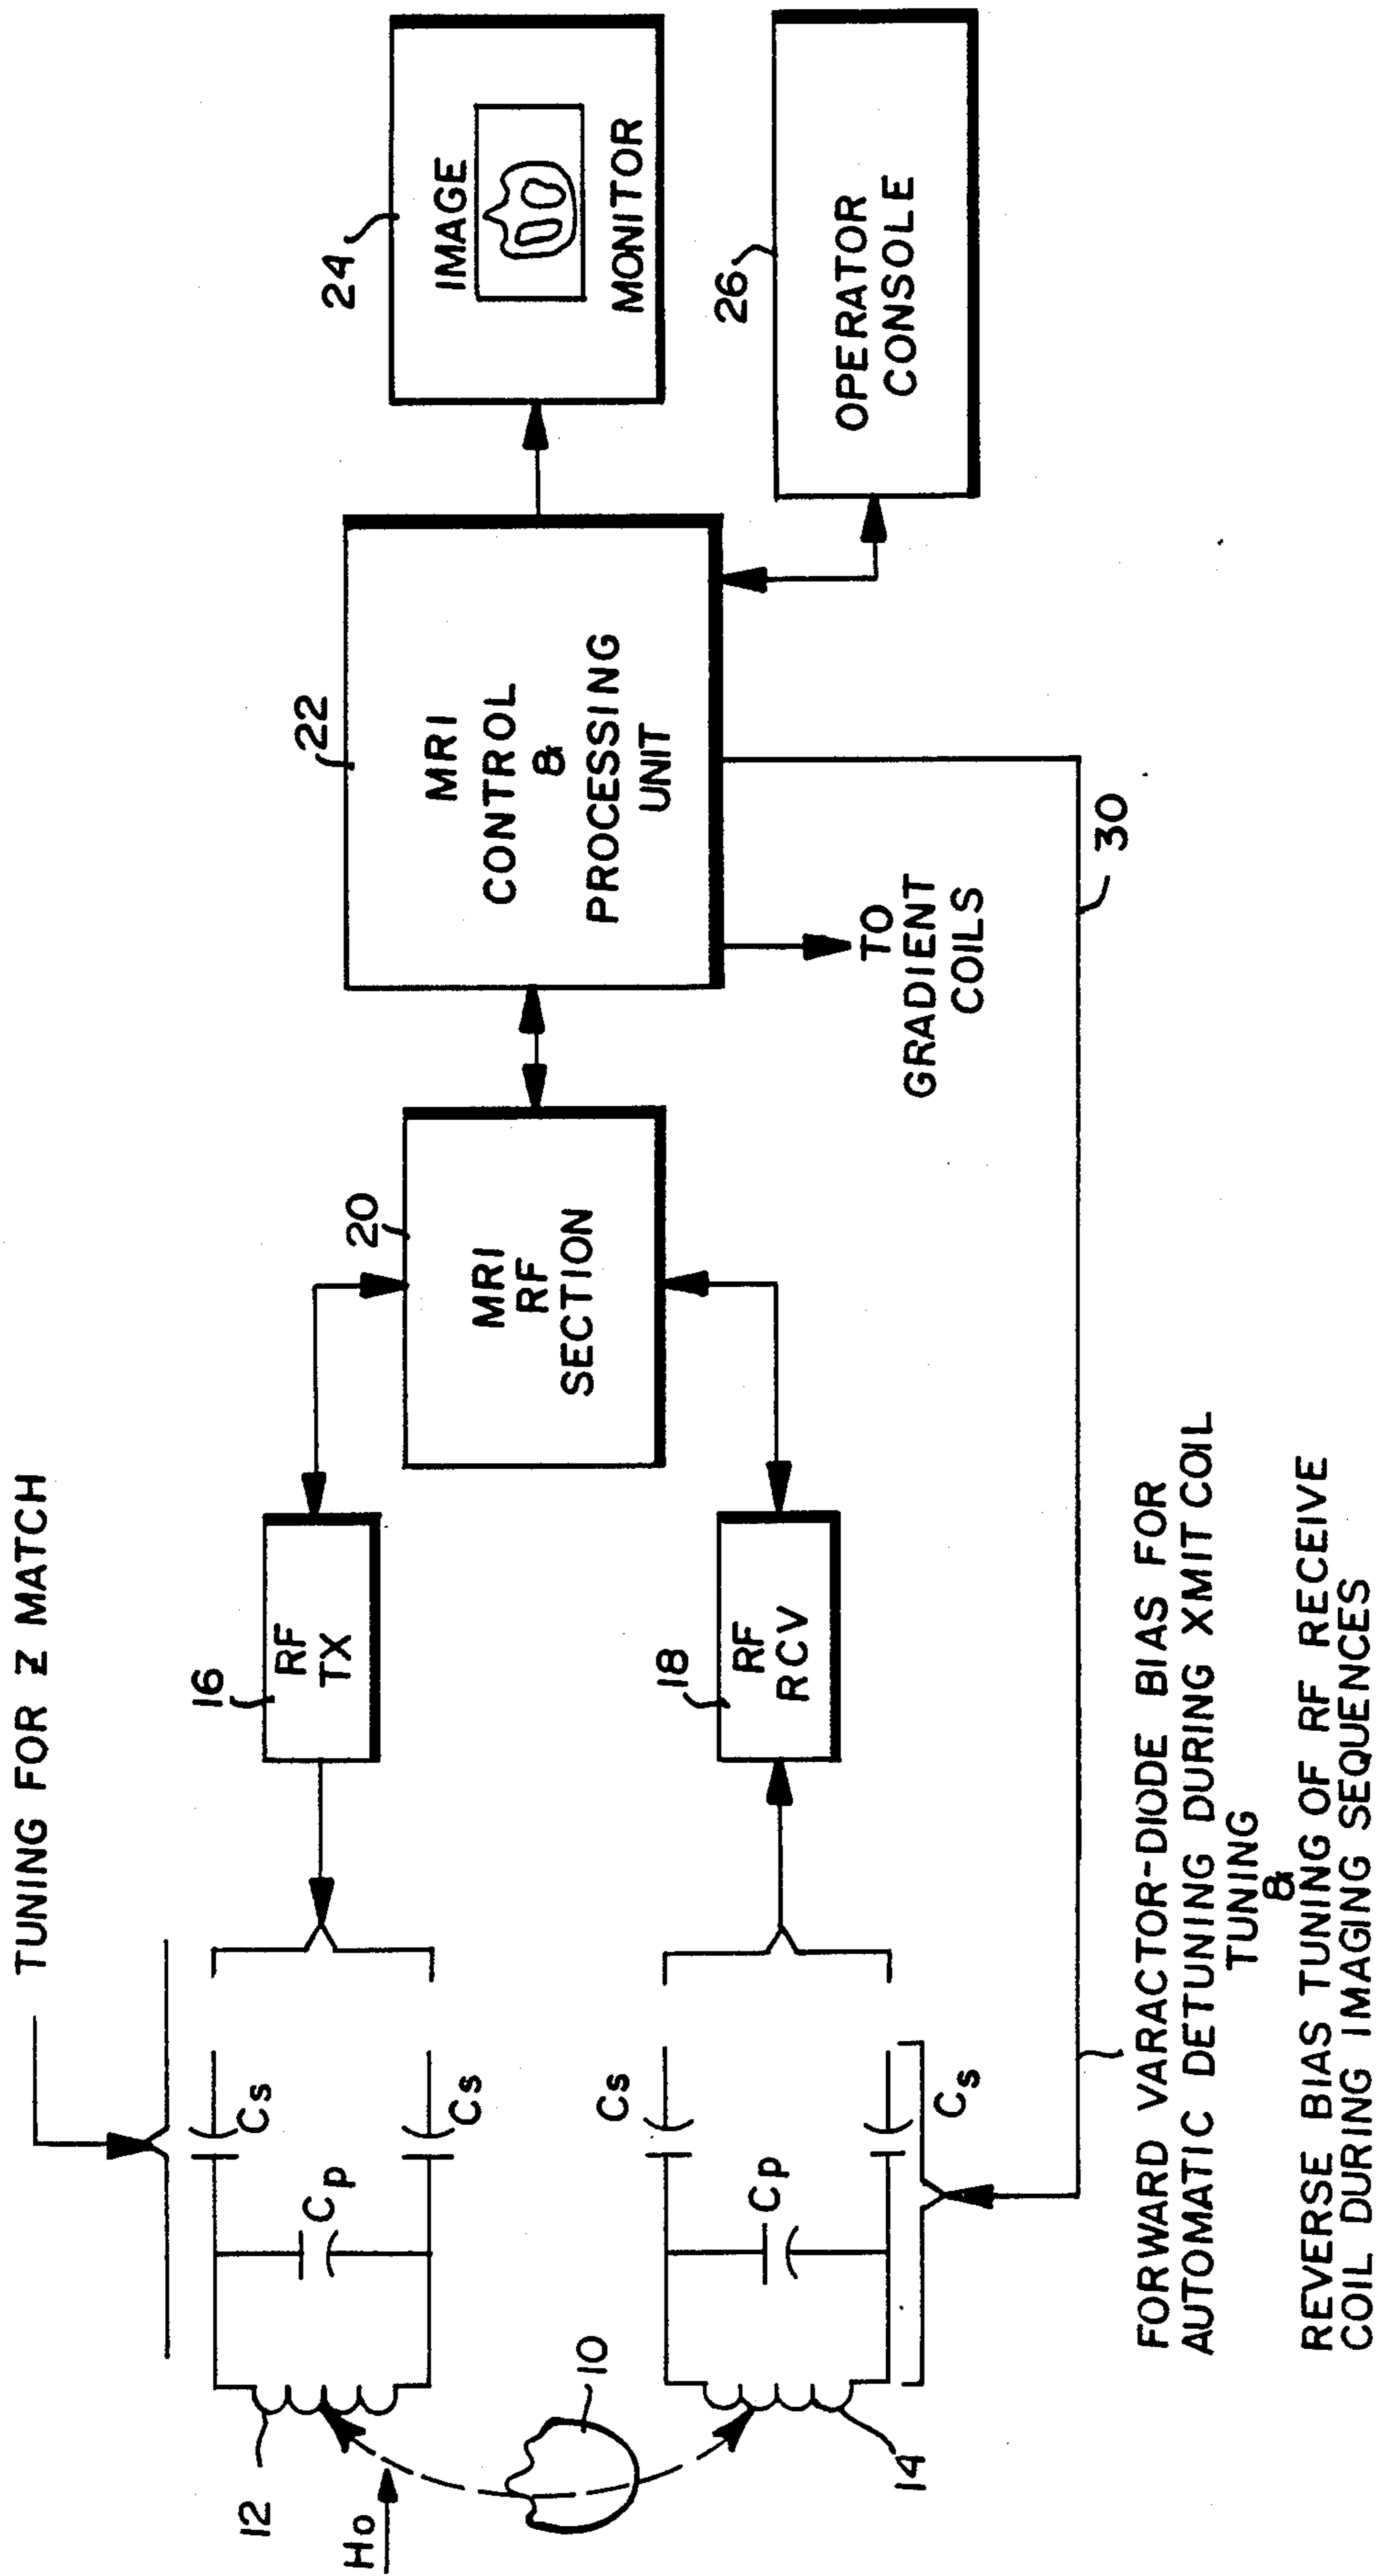 TUNING FOR Z MATCH
12
Ho
10
14
Cs
Cp
Cs
Cs
Cp
Cs
16
RF
TX
18
RF
RCV
20
MRI
RF
SECTION
22
MRI
CONTROL
&
PROCESSING
UNIT
TO
GRADIENT
COILS
24
IMAGE
MONITOR
26
OPERATOR
CONSOLE
30
FORWARD VARACTOR-DIODE BIAS FOR
AUTOMATIC DETUNING DURING XMIT COIL
TUNING
&
REVERSE BIAS TUNING OF RF RECEIVE
COIL DURING IMAGING SEQUENCES